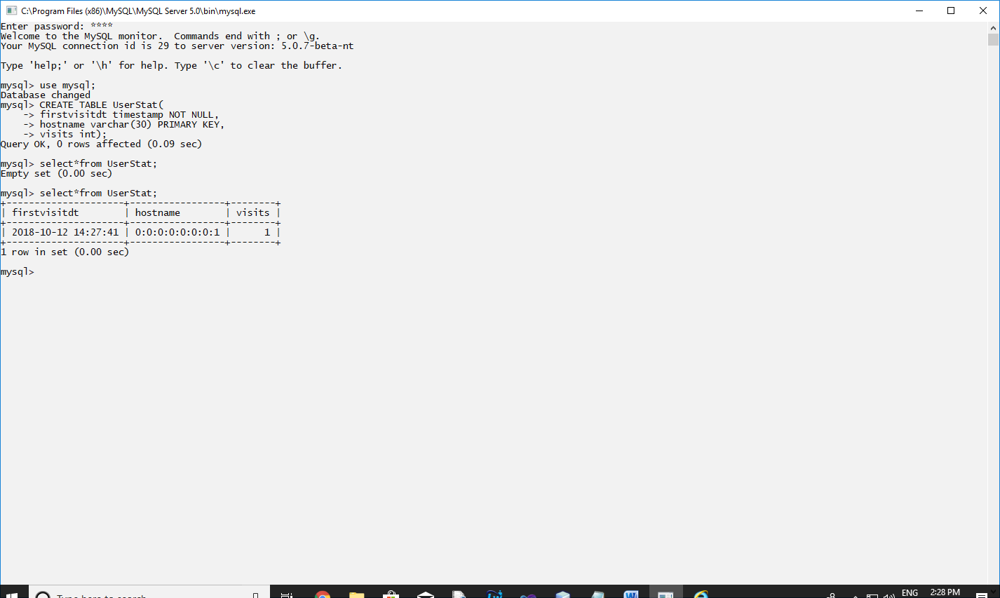 C:\Program Files (x86)\MySQL\MySQL Server 5.0\bin\mysql.exe
Enter password: ****
Welcome to the MySQL monitor.  Commands end with ; or \g.
Your MySQL connection id is 29 to server version: 5.0.7-beta-nt
Type 'help;' or '\h' for help. Type '\c' to clear the buffer.
mysql> use mysql;
Database changed
mysql> CREATE TABLE UserStat(
    -> firstvisitdt timestamp NOT NULL,
    -> hostname varchar(30) PRIMARY KEY,
    -> visits int);
Query OK, 0 rows affected (0.09 sec)
mysql> select*from UserStat;
Empty set (0.00 sec)
mysql> select*from UserStat;
+---------------------+-----------------+--------+
| firstvisitdt        | hostname        | visits |
+---------------------+-----------------+--------+
| 2018-10-12 14:27:41 | 0:0:0:0:0:0:0:1 |      1 |
+---------------------+-----------------+--------+
1 row in set (0.00 sec)
mysql>
Type here to search
ENG
2:28 PM